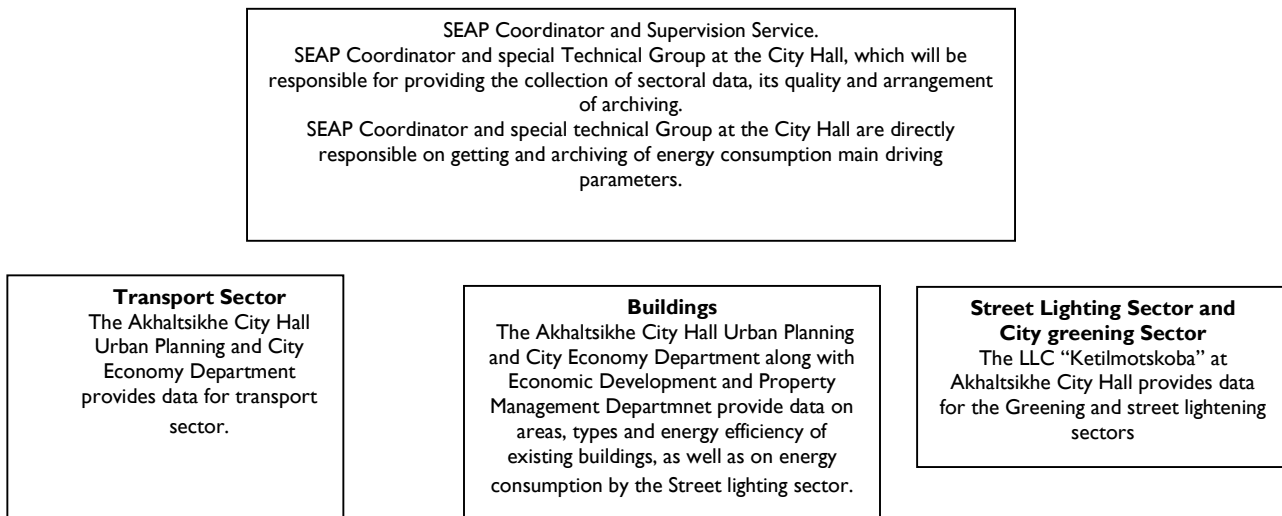 SEAP Coordinator and Supervision Service.
SEAP Coordinator and special Technical Group at the City Hall, which will be
responsible for providing the collection of sectoral data, its quality and arrangement
of archiving.
SEAP Coordinator and special technical Group at the City Hall are directly
responsible on getting and archiving of energy consumption main driving
parameters.
Transport Sector
The Akhaltsikhe City Hall
Urban Planning and City
Economy Department
provides data for transport
sector.
Buildings
The Akhaltsikhe City Hall Urban Planning
and City Economy Department along with
Economic Development and Property
Management Departmnet provide data on
areas, types and energy efficiency of
existing buildings, as well as on energy
consumption by the Street lighting sector.
Street Lighting Sector and
City greening Sector
The LLC “Ketilmotskoba” at
Akhaltsikhe City Hall provides data
for the Greening and street lightening
sectors